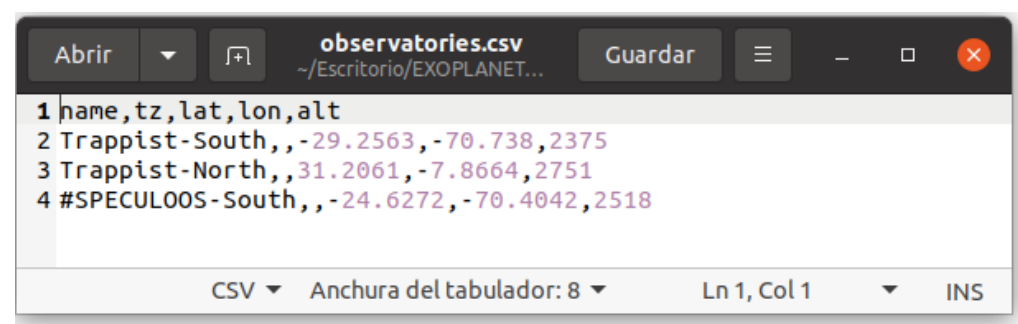 Abrir
observatories.csv
~/Escritorio/EXOPLANET...
Guardar
1 name,tz,lat,lon,alt
2 Trappist-South,,-29.2563,-70.738,2375
3 Trappist-North,,31.2061,-7.8664,2751
4 #SPECULOOS-South,,-24.6272,-70.4042,2518
CSV Anchura del tabulador: 8 Ln 1, Col 1 INS